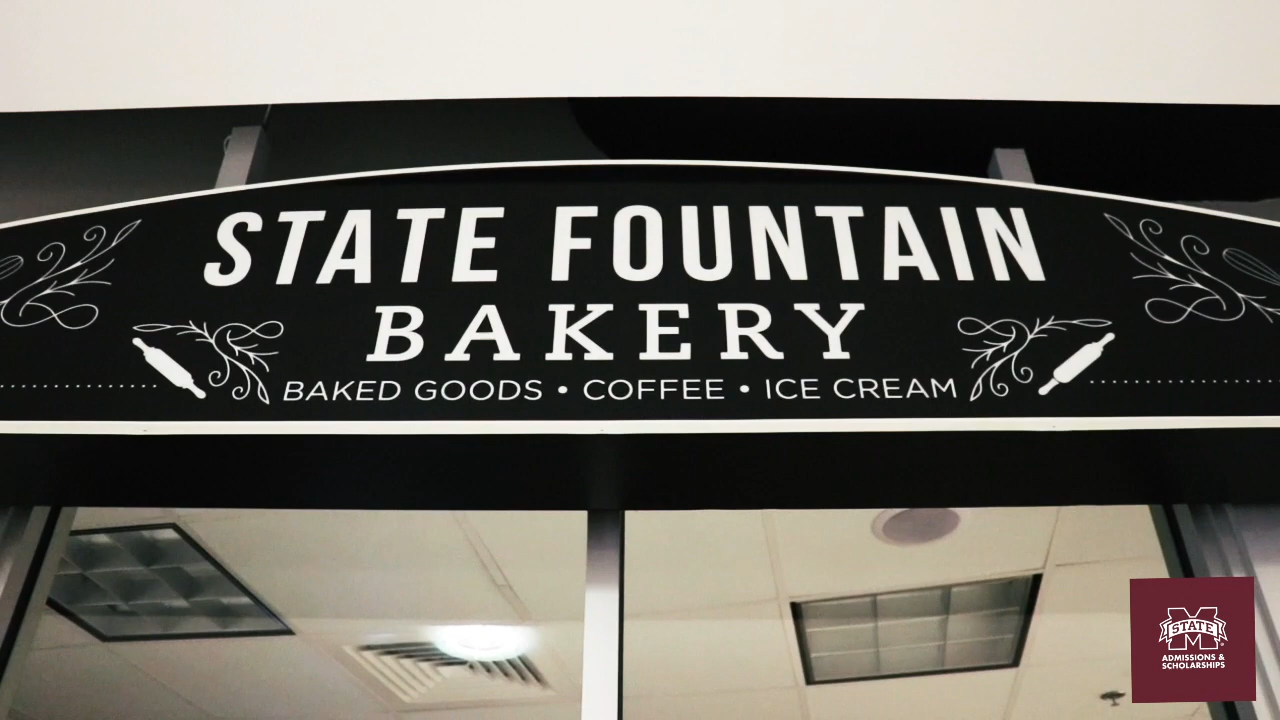 STATE FOUNTAIN
BAKERY
BAKED GOODS • COFFEE • ICE CREAM
M
STATE
ADMISSIONS &
SCHOLARSHIPS